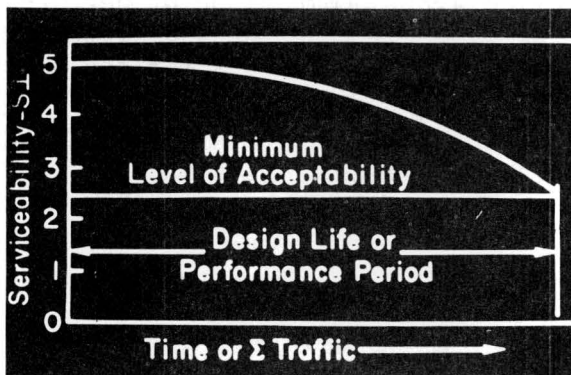 Serviceability-SI
5
4
3
2
1
0
Minimum
Level of Acceptability
Design Life or
Performance Period
Time or Σ Traffic